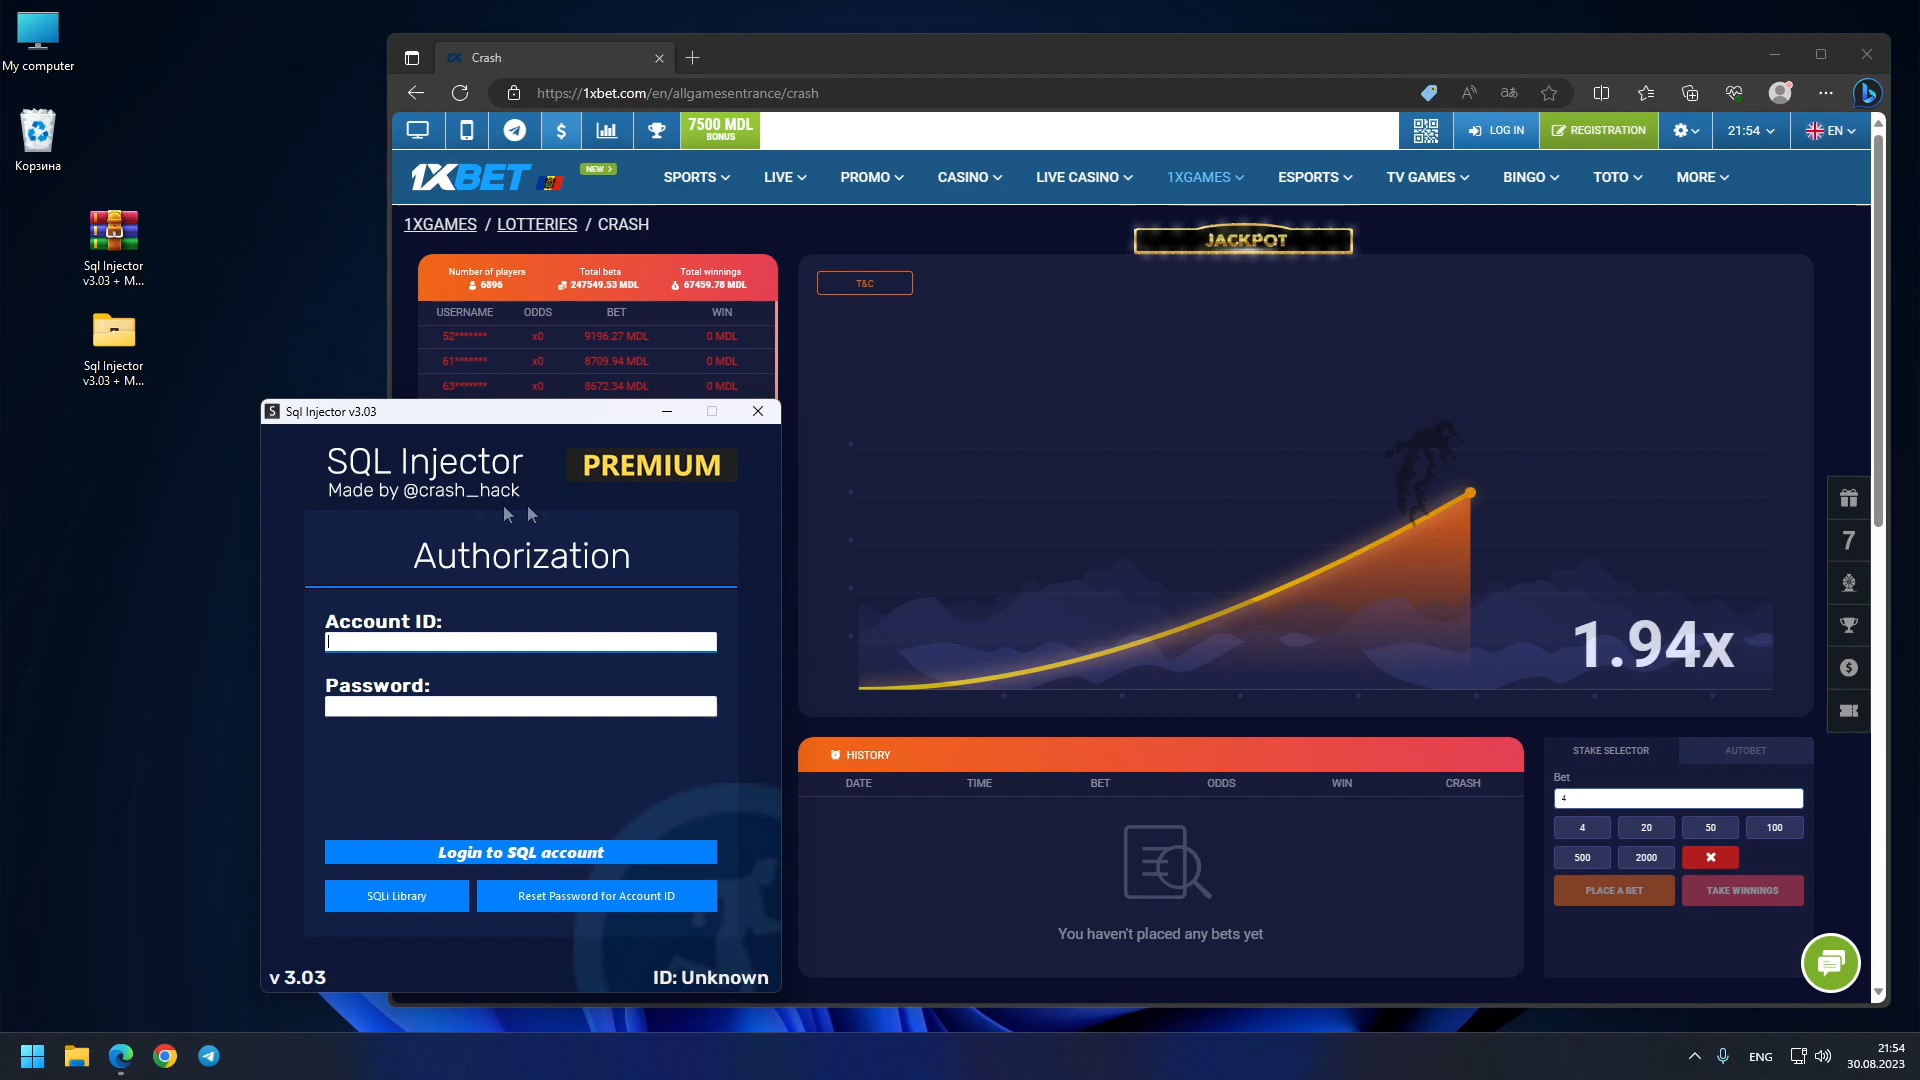 My computer
Корзина
Sql Injector
v3.03 + M...
Sql Injector
v3.03 + M...
Crash
https://1xbet.com/en/allgamesentrance/crash
7500 MDL
BONUS
LOG IN
REGISTRATION
21:54
EN
1XBET
NEW
SPORTS
LIVE
PROMO
CASINO
LIVE CASINO
1XGAMES
ESPORTS
TV GAMES
BINGO
TOTO
MORE
1XGAMES / LOTTERIES / CRASH
JACKPOT
Number of players
6896
Total bets
247549.53 MDL
Total winnings
67459.78 MDL
USERNAME ODDS BET WIN
52******* x0 9196.27 MDL 0 MDL
61******* x0 8709.94 MDL 0 MDL
63******* x0 8672.34 MDL 0 MDL
T&C
1.94x
Sql Injector v3.03
SQL Injector
PREMIUM
Made by @crash_hack
Authorization
Account ID:
Password:
Login to SQL account
SQLi Library
Reset Password for Account ID
v 3.03
ID: Unknown
HISTORY
DATE TIME BET ODDS WIN CRASH
You haven't placed any bets yet
STAKE SELECTOR
AUTOBET
Bet
4
4 20 50 100
500 2000
PLACE A BET
TAKE WINNINGS
7
ENG
21:54
30.08.2023